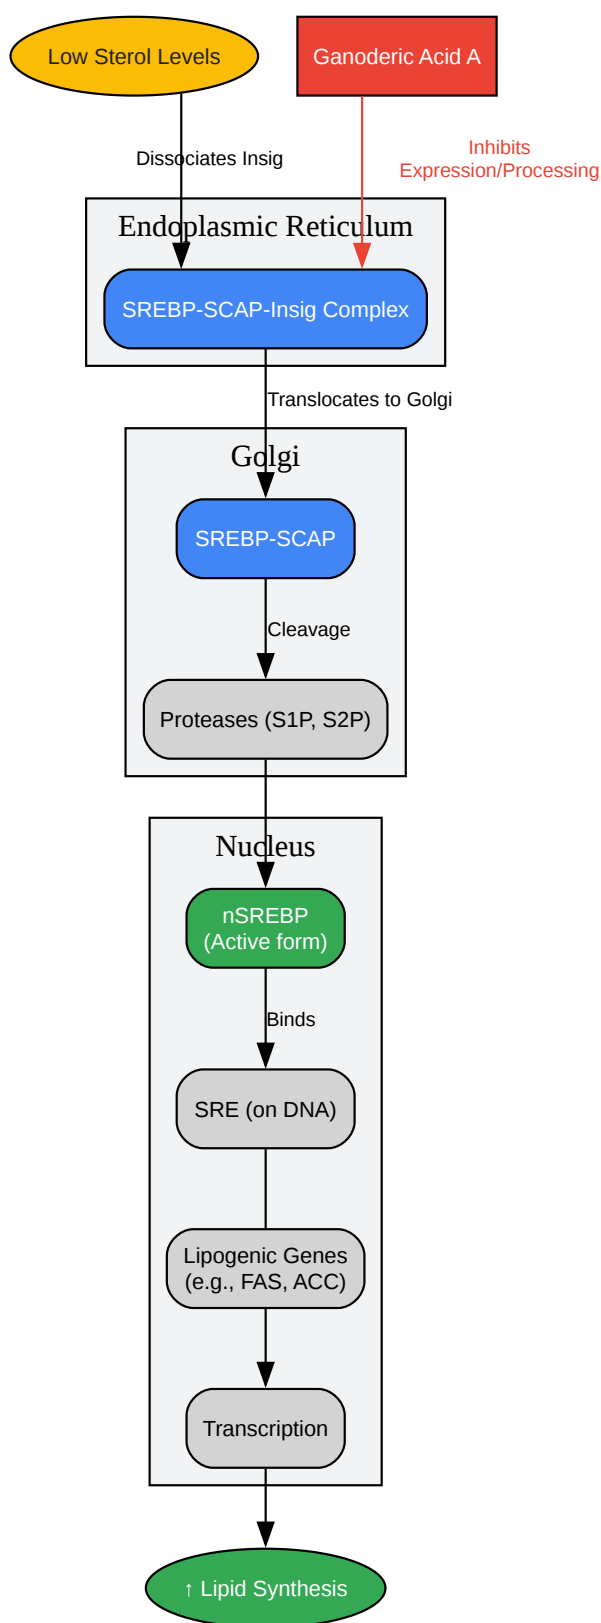 Low Sterol Levels
Ganoderic Acid A
Dissociates Insig
Inhibits
Expression/Processing
Endoplasmic Reticulum
SREBP-SCAP-Insig Complex
Translocates to Golgi
Golgi
SREBP-SCAP
Cleavage
Proteases (S1P, S2P)
Nucleus
nSREBP
(Active form)
Binds
SRE (on DNA)
Lipogenic Genes
(e.g., FAS, ACC)
Transcription
↑ Lipid Synthesis